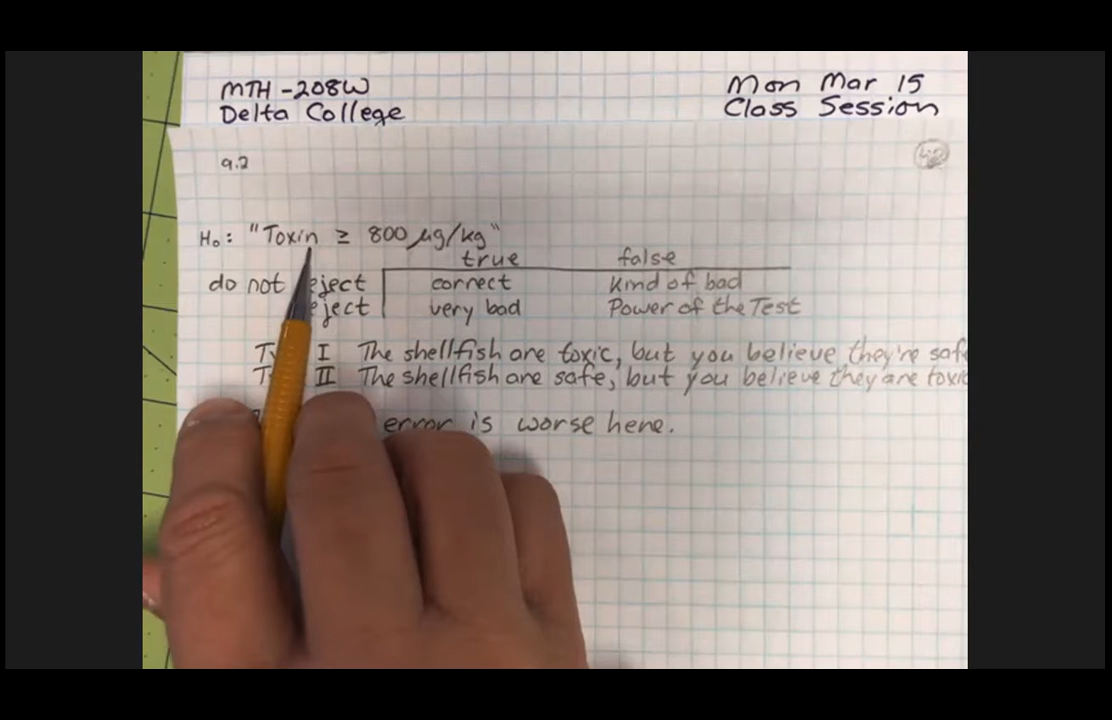 MTH-208W
Delta College
Mon Mar 15
Class Session
9.2
H₀: "Toxin ≥ 800 µg/kg"
true false
do not eject correct Kind of bad
eject very bad Power of the Test
I The shellfish are toxic, but you believe they're safe
II The shellfish are safe, but you believe they are toxic
error is worse here.